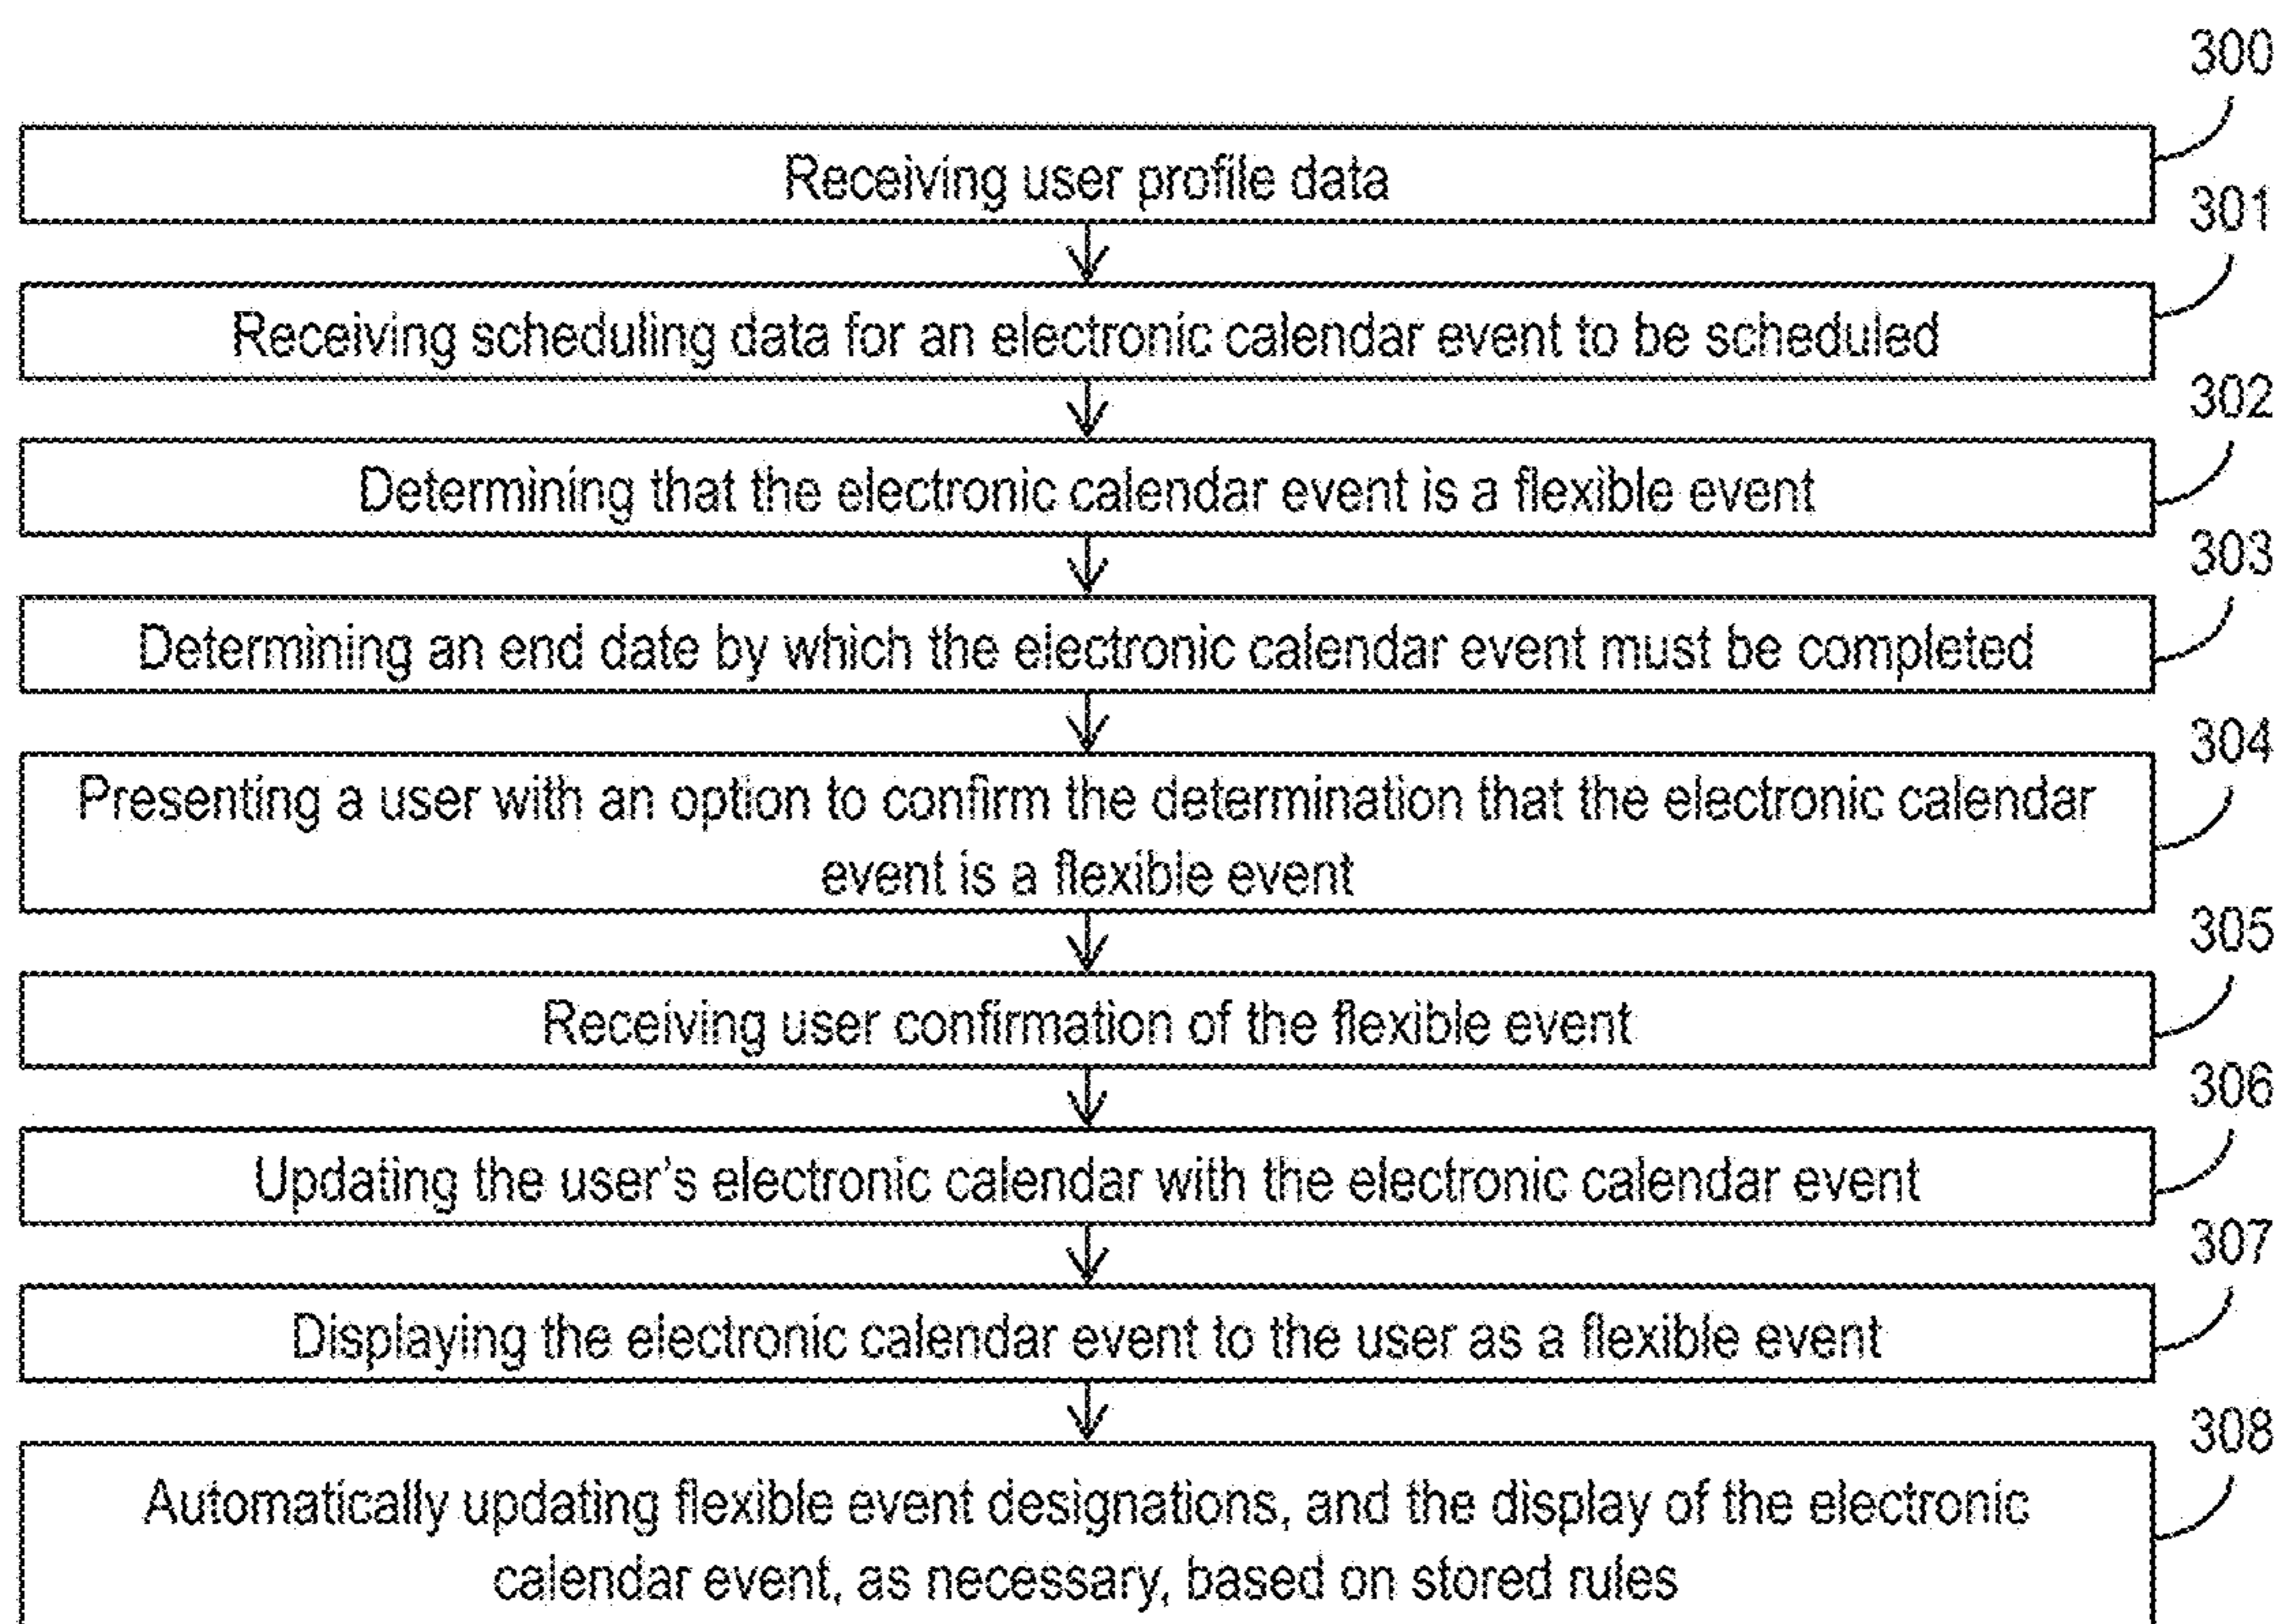 300
Receiving user profile data
301
Receiving scheduling data for an electronic calendar event to be scheduled
302
Determining that the electronic calendar event is a flexible event
303
Determining an end date by which the electronic calendar event must be completed
304
Presenting a user with an option to confirm the determination that the electronic calendar
event is a flexible event
305
Receiving user confirmation of the flexible event
306
Updating the user's electronic calendar with the electronic calendar event
307
Displaying the electronic calendar event to the user as a flexible event
308
Automatically updating flexible event designations, and the display of the electronic
calendar event, as necessary, based on stored rules